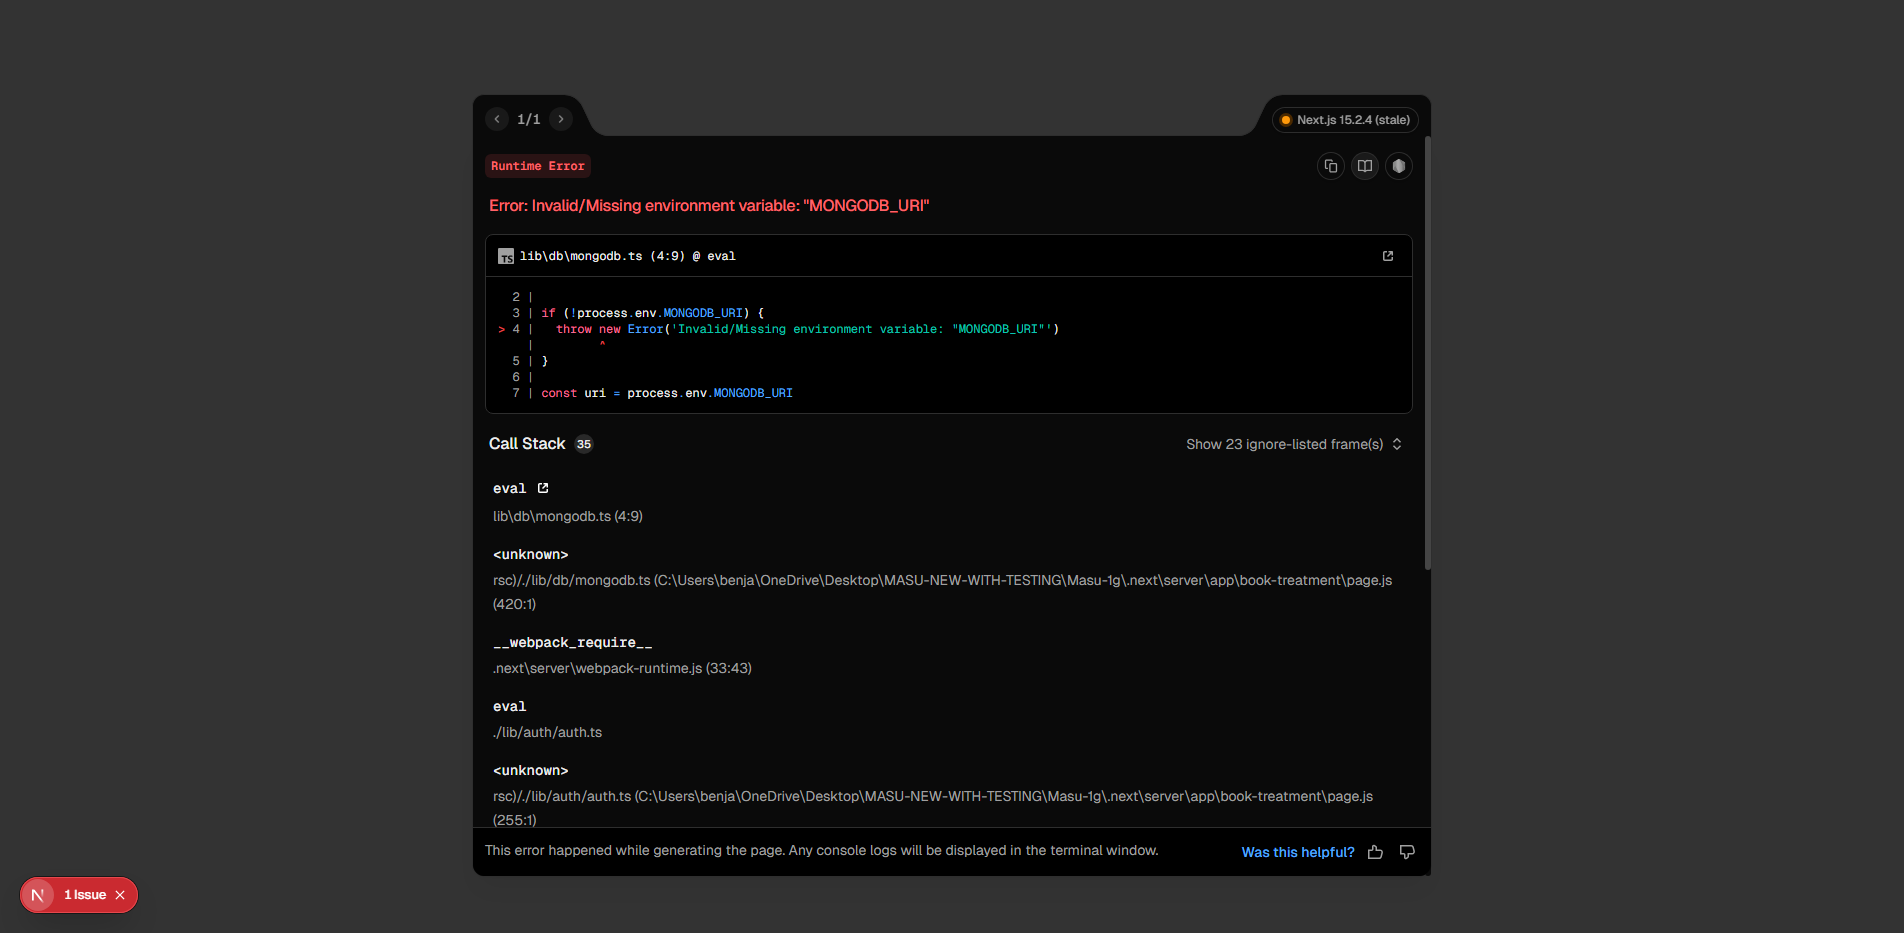 1/1
Next.js 15.2.4 (stale)
Runtime Error
Error: Invalid/Missing environment variable: "MONGODB_URI"
TS lib\db\mongodb.ts (4:9) @ eval
2 |
3 | if (!process.env.MONGODB_URI) {
> 4 |   throw new Error('Invalid/Missing environment variable: "MONGODB_URI"')
|         ^
5 | }
6 |
7 | const uri = process.env.MONGODB_URI
Call Stack 35
Show 23 ignore-listed frame(s)
eval
lib\db\mongodb.ts (4:9)
<unknown>
rsc)/./lib/db/mongodb.ts (C:\Users\benja\OneDrive\Desktop\MASU-NEW-WITH-TESTING\Masu-1g\.next\server\app\book-treatment\page.js
(420:1)
__webpack_require__
.next\server\webpack-runtime.js (33:43)
eval
./lib/auth/auth.ts
<unknown>
rsc)/./lib/auth/auth.ts (C:\Users\benja\OneDrive\Desktop\MASU-NEW-WITH-TESTING\Masu-1g\.next\server\app\book-treatment\page.js
(255:1)
This error happened while generating the page. Any console logs will be displayed in the terminal window.
Was this helpful?
N 1 Issue